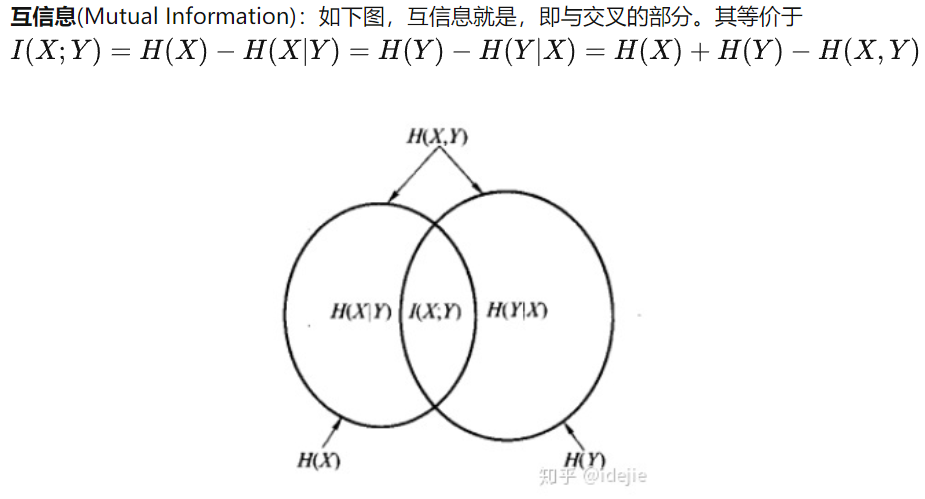 互信息(Mutual Information)：如下图，互信息就是，即与交叉的部分。其等价于
I(X;Y) = H(X) − H(X|Y) = H(Y) − H(Y|X) = H(X) + H(Y) − H(X,Y)
H(X,Y)
H(X|Y) I(X;Y) H(Y|X)
H(X) H(Y)
知乎 @idejie